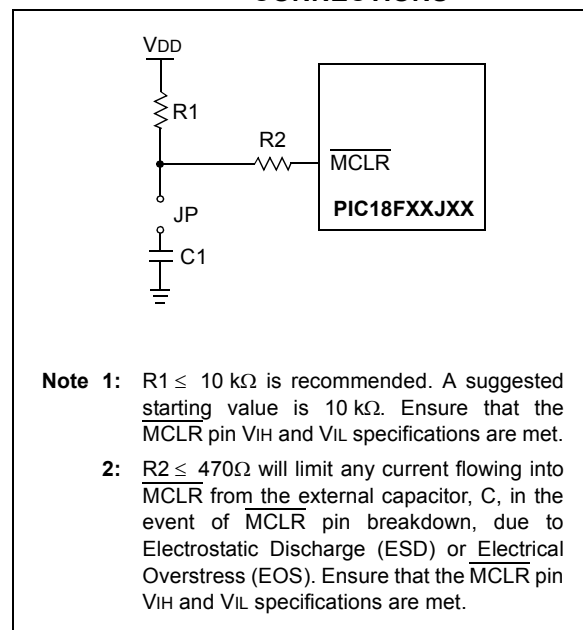 VDD
R1
R2
MCLR
PIC18FXXJXX
JP
C1
Note 1: R1 ≤ 10 kΩ is recommended. A suggested
starting value is 10 kΩ. Ensure that the
MCLR pin VIH and VIL specifications are met.
2: R2 ≤ 470Ω will limit any current flowing into
MCLR from the external capacitor, C, in the
event of MCLR pin breakdown, due to
Electrostatic Discharge (ESD) or Electrical
Overstress (EOS). Ensure that the MCLR pin
VIH and VIL specifications are met.